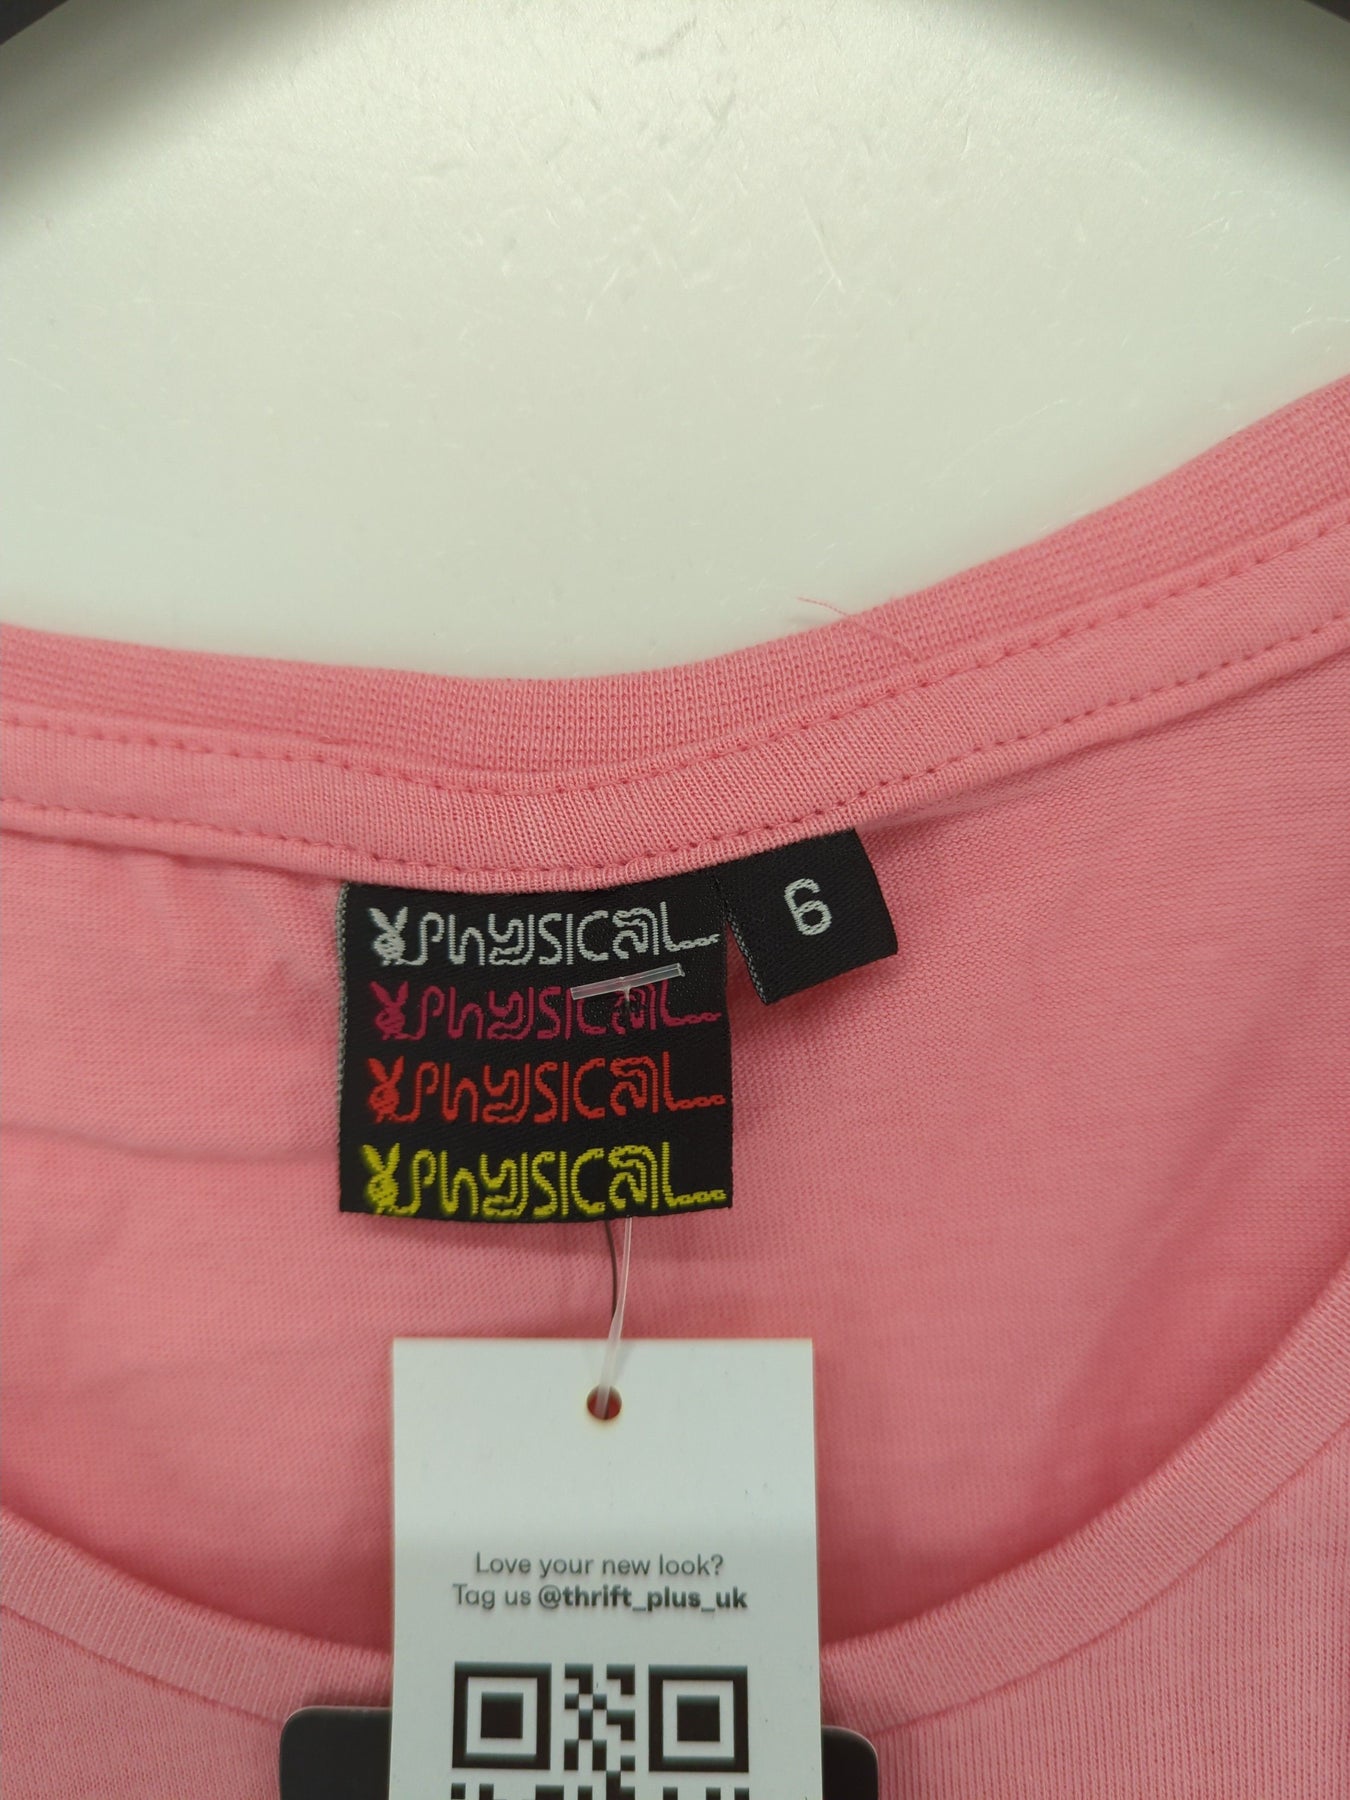 PHYSICAL
PHYSICAL
PHYSICAL
PHYSICAL
6
Love your new look?
Tag us @thrift_plus_uk